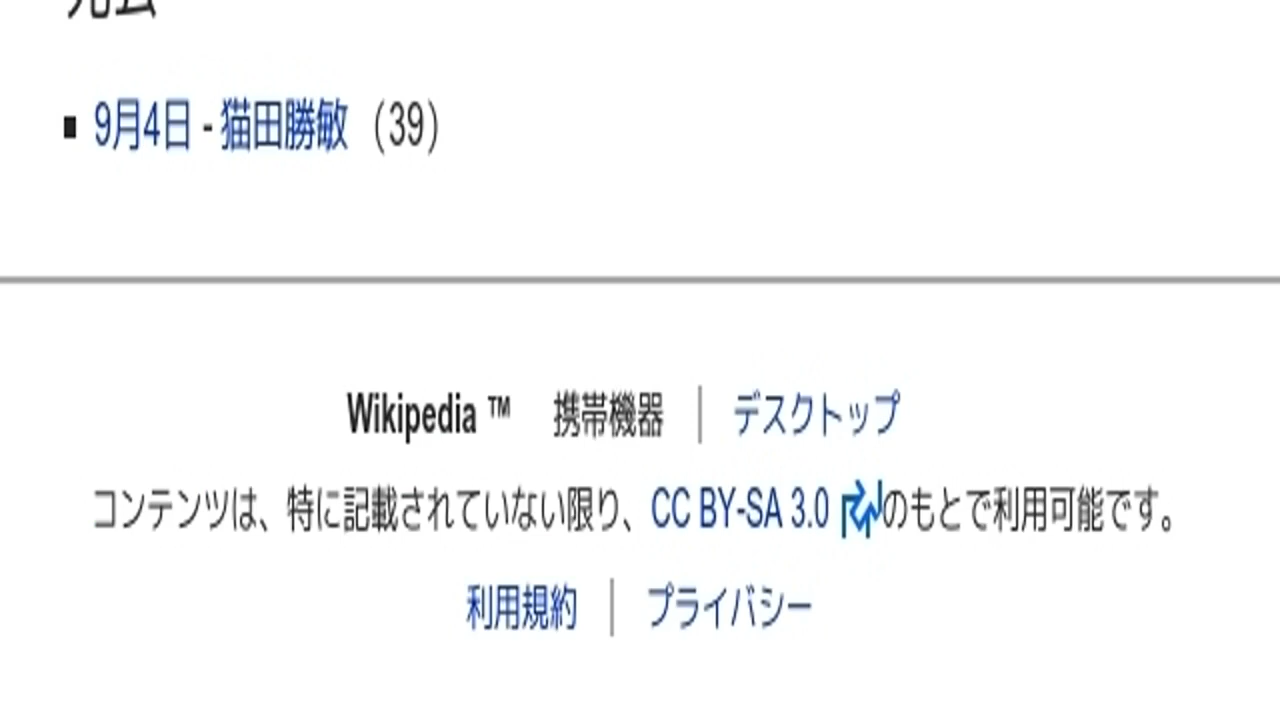 ■ 9月4日 - 猫田勝敏 (39)
Wikipedia ™ 携帯機器 | デスクトップ
コンテンツは、特に記載されていない限り、CC BY-SA 3.0 のもとで利用可能です。
利用規約 | プライバシー